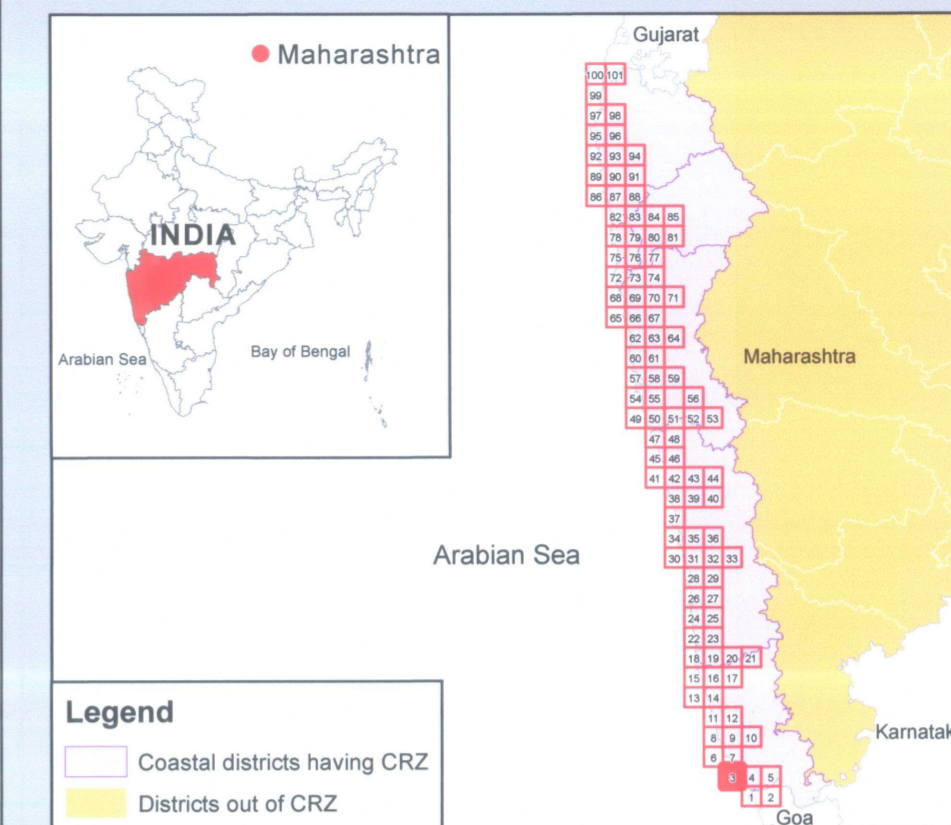 Maharashtra
INDIA
Arabian Sea
Bay of Bengal
Gujarat
100 101
99
97 98
95 96
92 93 94
89 90 91
86 87 88
82 83 84 85
78 79 80 81
75 76 77
72 73 74
68 69 70 71
65 66 67
62 63 64
60 61
Maharashtra
57 58 59
54 55 56
49 50 51 52 53
47 48
45 46
41 42 43 44
38 39 40
37
34 35 36
Arabian Sea
30 31 32 33
28 29
26 27
24 25
22 23
18 19 20 21
15 16 17
13 14
11 12
Karnatak
8 9 10
6 7
3 4 5
1 2
Goa
Legend
Coastal districts having CRZ
Districts out of CRZ